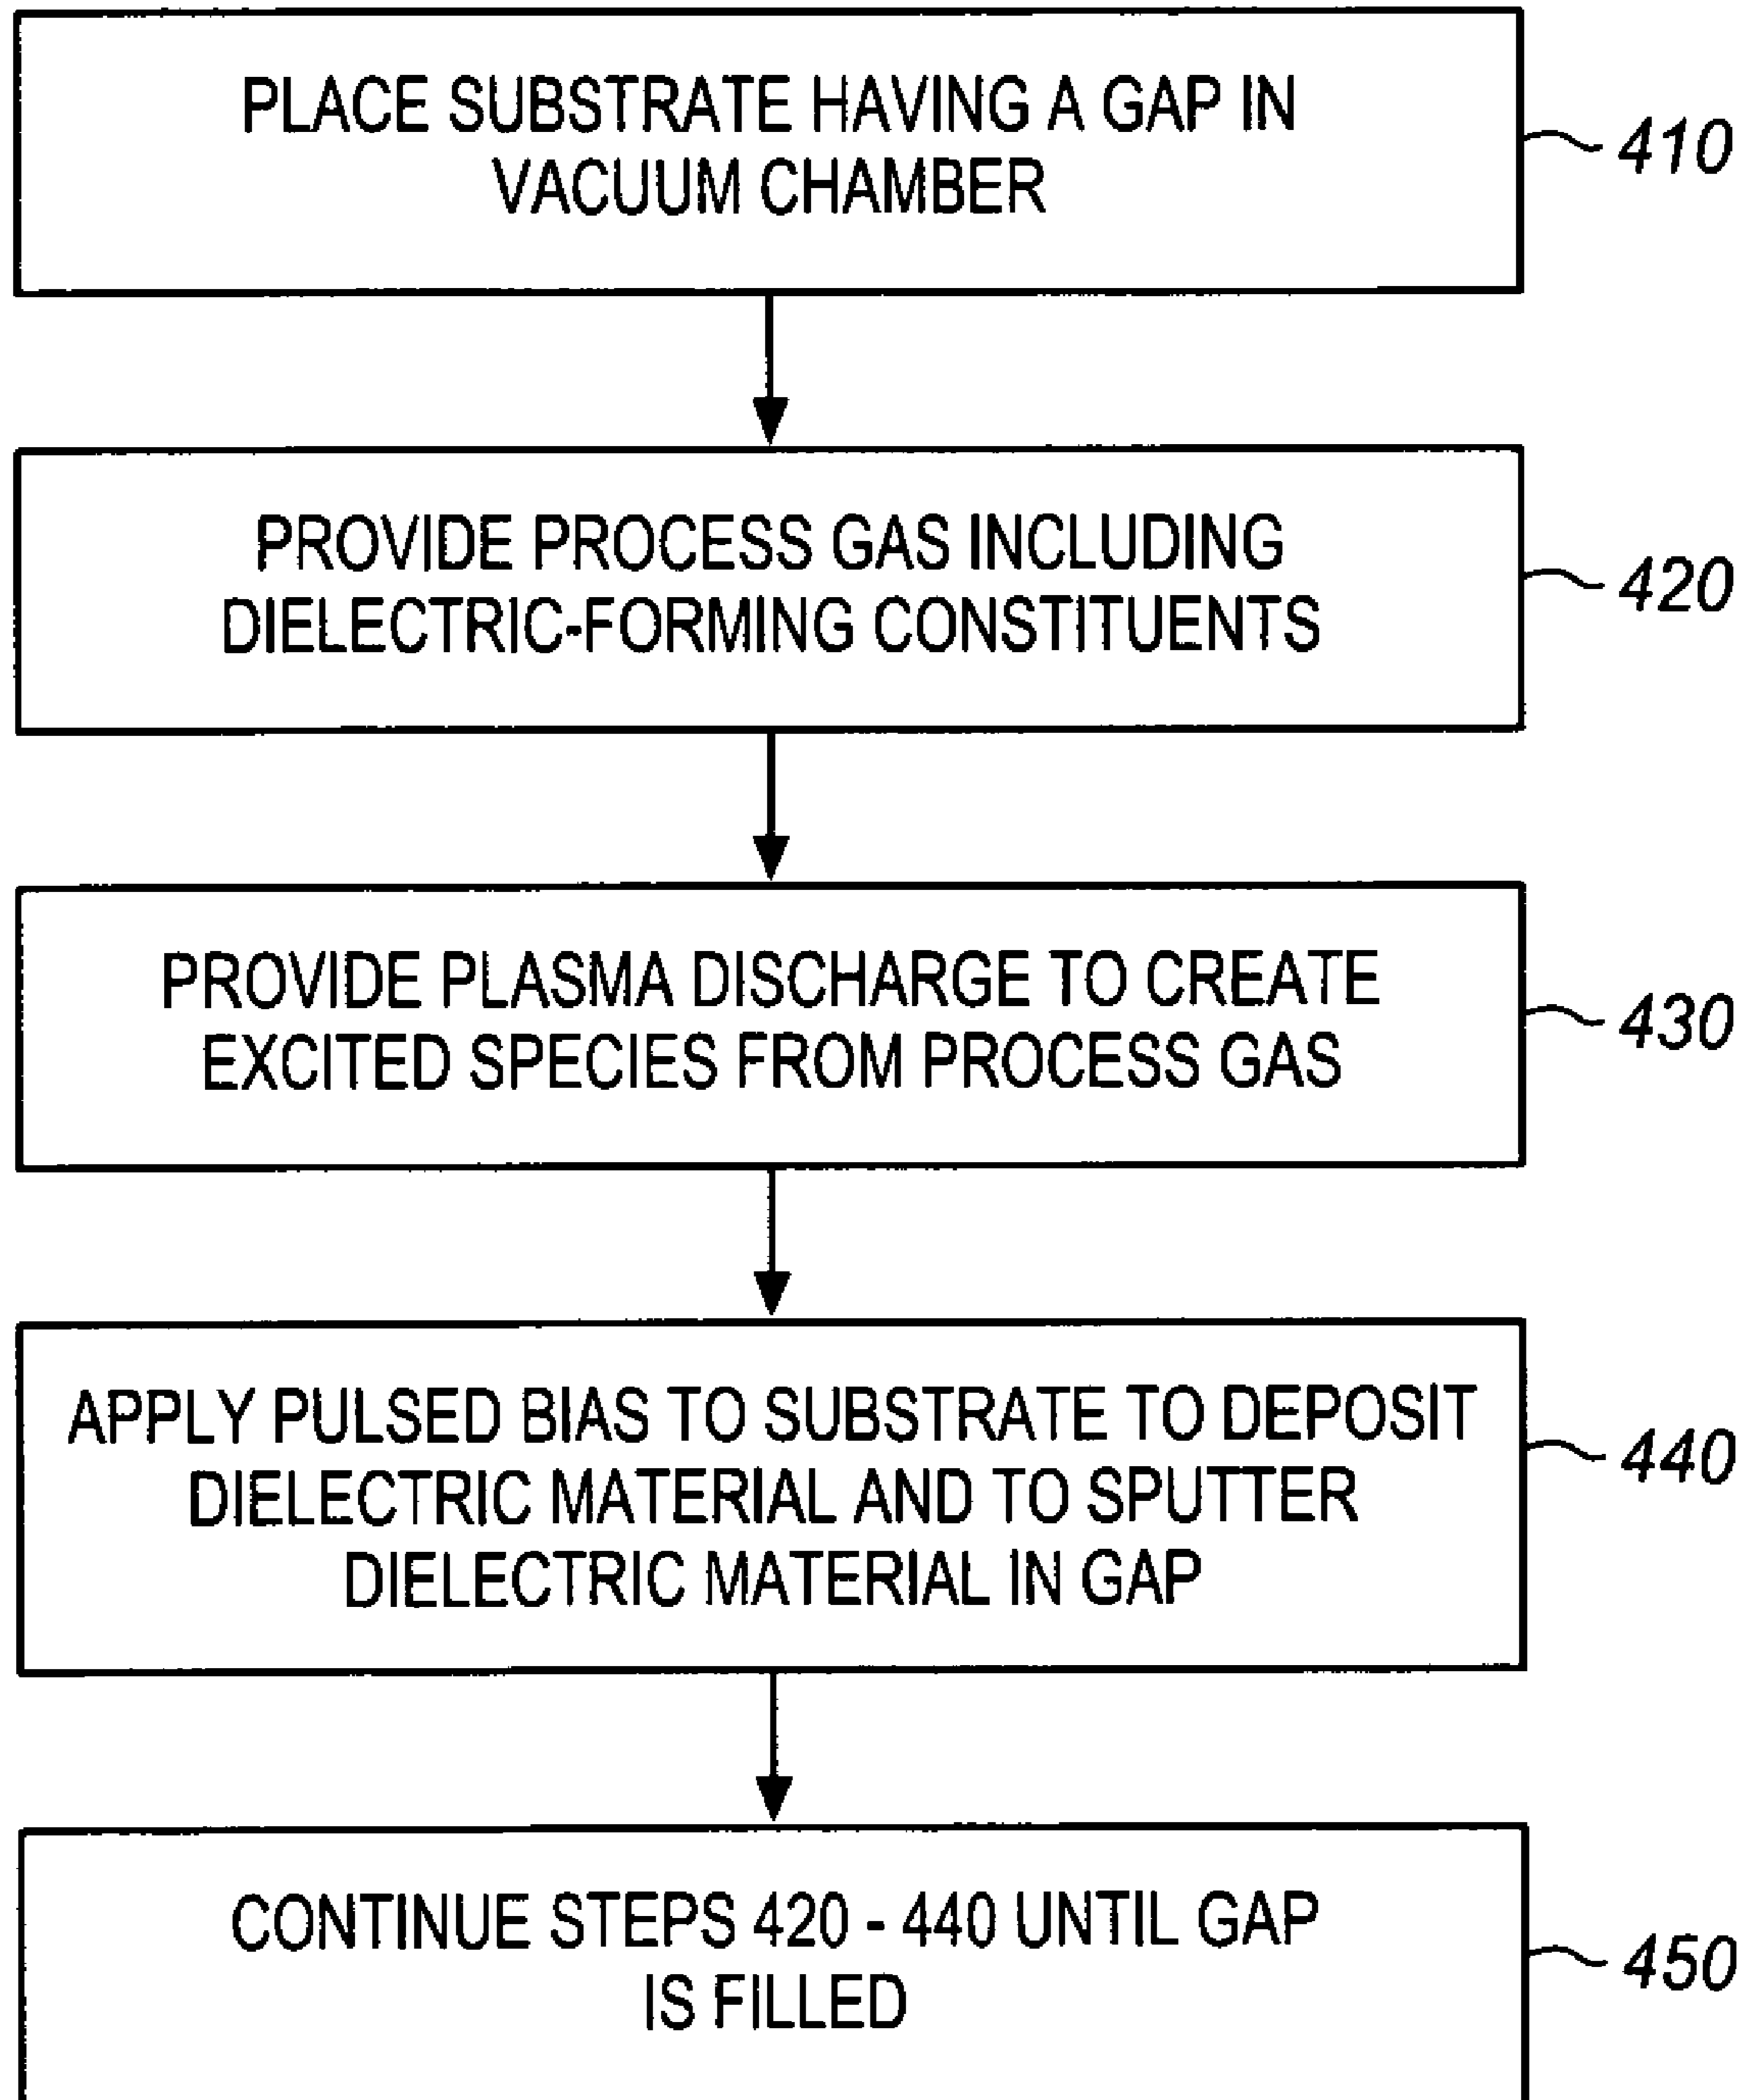 PLACE SUBSTRATE HAVING A GAP IN
VACUUM CHAMBER
410
PROVIDE PROCESS GAS INCLUDING
DIELECTRIC-FORMING CONSTITUENTS
420
PROVIDE PLASMA DISCHARGE TO CREATE
EXCITED SPECIES FROM PROCESS GAS
430
APPLY PULSED BIAS TO SUBSTRATE TO DEPOSIT
DIELECTRIC MATERIAL AND TO SPUTTER
DIELECTRIC MATERIAL IN GAP
440
CONTINUE STEPS 420 - 440 UNTIL GAP
IS FILLED
450